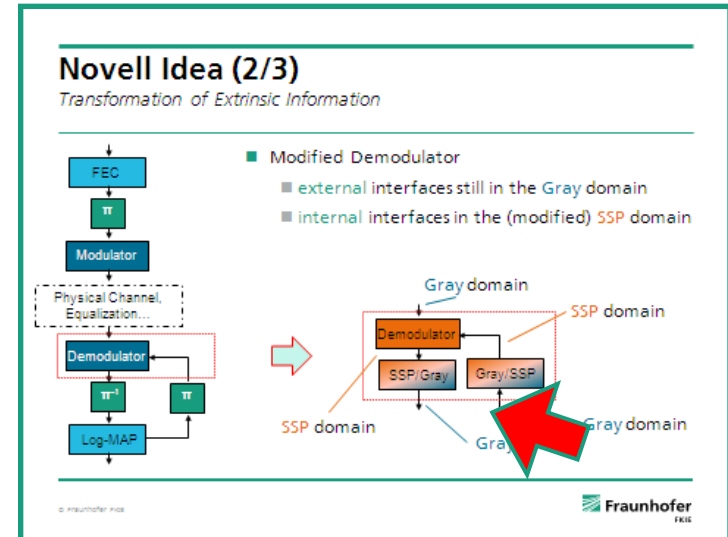 Novell Idea (2/3)
Transformation of Extrinsic Information
FEC
π
Modulator
Physical Channel,
Equalization...
Demodulator
π⁻¹
π
Log-MAP
■ Modified Demodulator
■ external interfaces still in the Gray domain
■ internal interfaces in the (modified) SSP domain
Gray domain
SSP domain
Demodulator
SSP/Gray
Gray/SSP
SSP domain
Gray
Gray domain
© Fraunhofer FKIE
Fraunhofer
FKIE